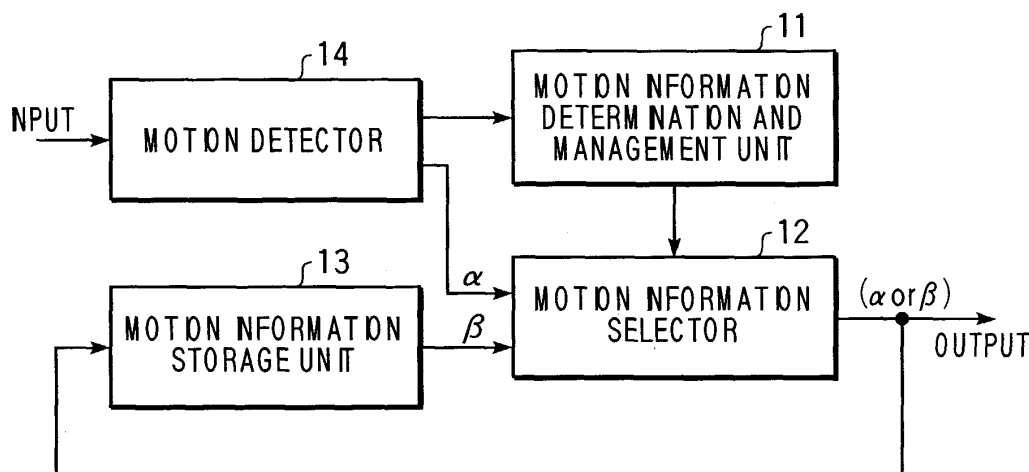 14
11
INPUT
MOTION DETECTOR
MOTION INFORMATION
DETERMINATION AND
MANAGEMENT UNIT
13
12
α
β
MOTION INFORMATION
STORAGE UNIT
MOTION INFORMATION
SELECTOR
(α or β)
OUTPUT